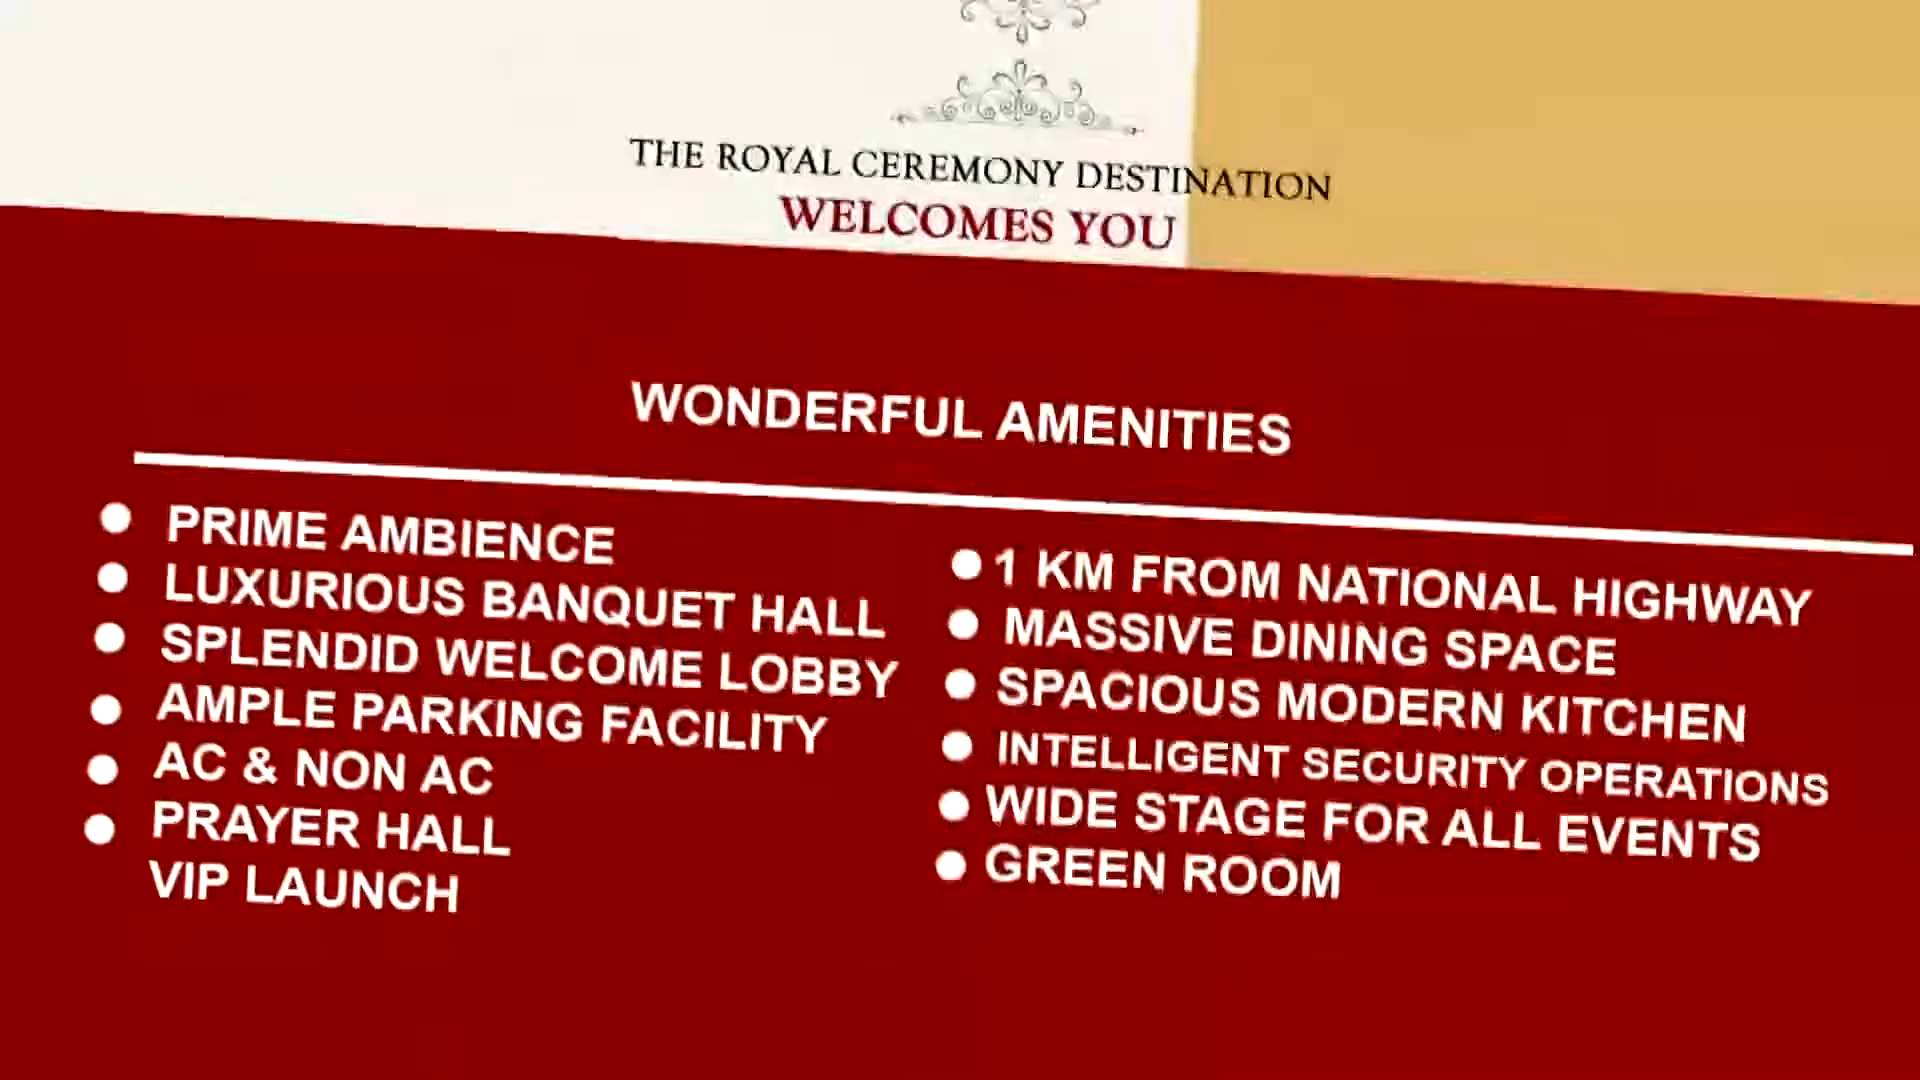 THE ROYAL CEREMONY DESTINATION
WELCOMES YOU
WONDERFUL AMENITIES
● PRIME AMBIENCE
● LUXURIOUS BANQUET HALL
● SPLENDID WELCOME LOBBY
● AMPLE PARKING FACILITY
● AC & NON AC
● PRAYER HALL
VIP LAUNCH
● 1 KM FROM NATIONAL HIGHWAY
● MASSIVE DINING SPACE
● SPACIOUS MODERN KITCHEN
● INTELLIGENT SECURITY OPERATIONS
● WIDE STAGE FOR ALL EVENTS
● GREEN ROOM